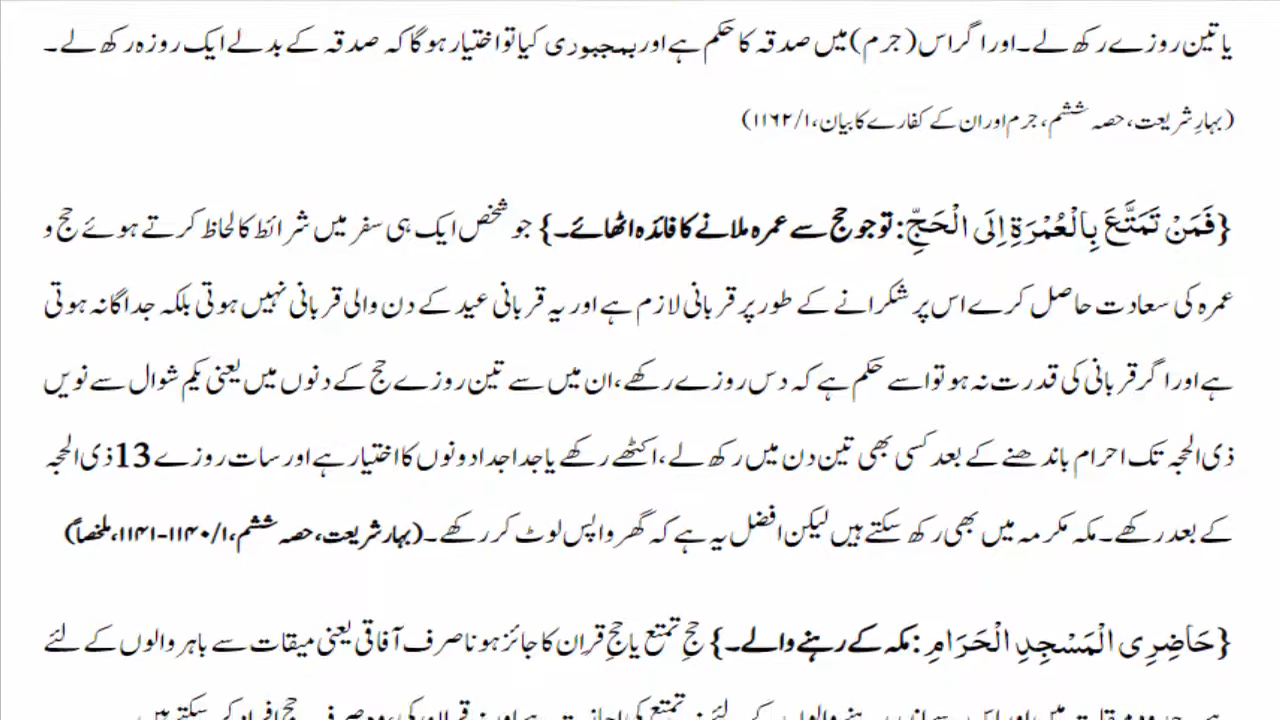 یا تین روزے رکھ لے۔ اور اگر اس (جرم) میں صدقہ کا حکم ہے اور بمجبوری کیا تو اختیار ہوگا کہ صدقہ کے بدلے ایک روزہ رکھ لے۔
(بہارِ شریعت، حصہ ششم، جرم اور ان کے کفارے کا بیان، ۱/۱۱۶۲)
{فَمَنْ تَمَتَّعَ بِالْعُمْرَةِ اِلَى الْحَجِّ: تو جو حج سے عمرہ ملانے کا فائدہ اٹھائے۔} جو شخص ایک ہی سفر میں شرائط کا لحاظ کرتے ہوئے حج و
عمرہ کی سعادت حاصل کرے اس پر شکرانے کے طور پر قربانی لازم ہے اور یہ قربانی عید کے دن والی قربانی نہیں ہوتی بلکہ جداگانہ ہوتی
ہے اور اگر قربانی کی قدرت نہ ہو تو اسے حکم ہے کہ دس روزے رکھے، ان میں سے تین روزے حج کے دنوں میں یعنی یکم شوال سے نویں
ذی الحجہ تک احرام باندھنے کے بعد کسی بھی تین دن میں رکھ لے، اکٹھے رکھے یا جدا جدا دونوں کا اختیار ہے اور سات روزے 13 ذی الحجہ
کے بعد رکھے۔ مکہ مکرمہ میں بھی رکھ سکتے ہیں لیکن افضل یہ ہے کہ گھر واپس لوٹ کر رکھے۔ (بہار شریعت، حصہ ششم، ۱/۱۱۴۰-۱۱۴۱، ملخصاً)
{حَاضِرِی الْمَسْجِدِ الْحَرَامِ: مکہ کے رہنے والے۔} حجِ تمتع یا حجِ قِران کا جائز ہونا صرف آفاقی یعنی میقات سے باہر والوں کے لئے